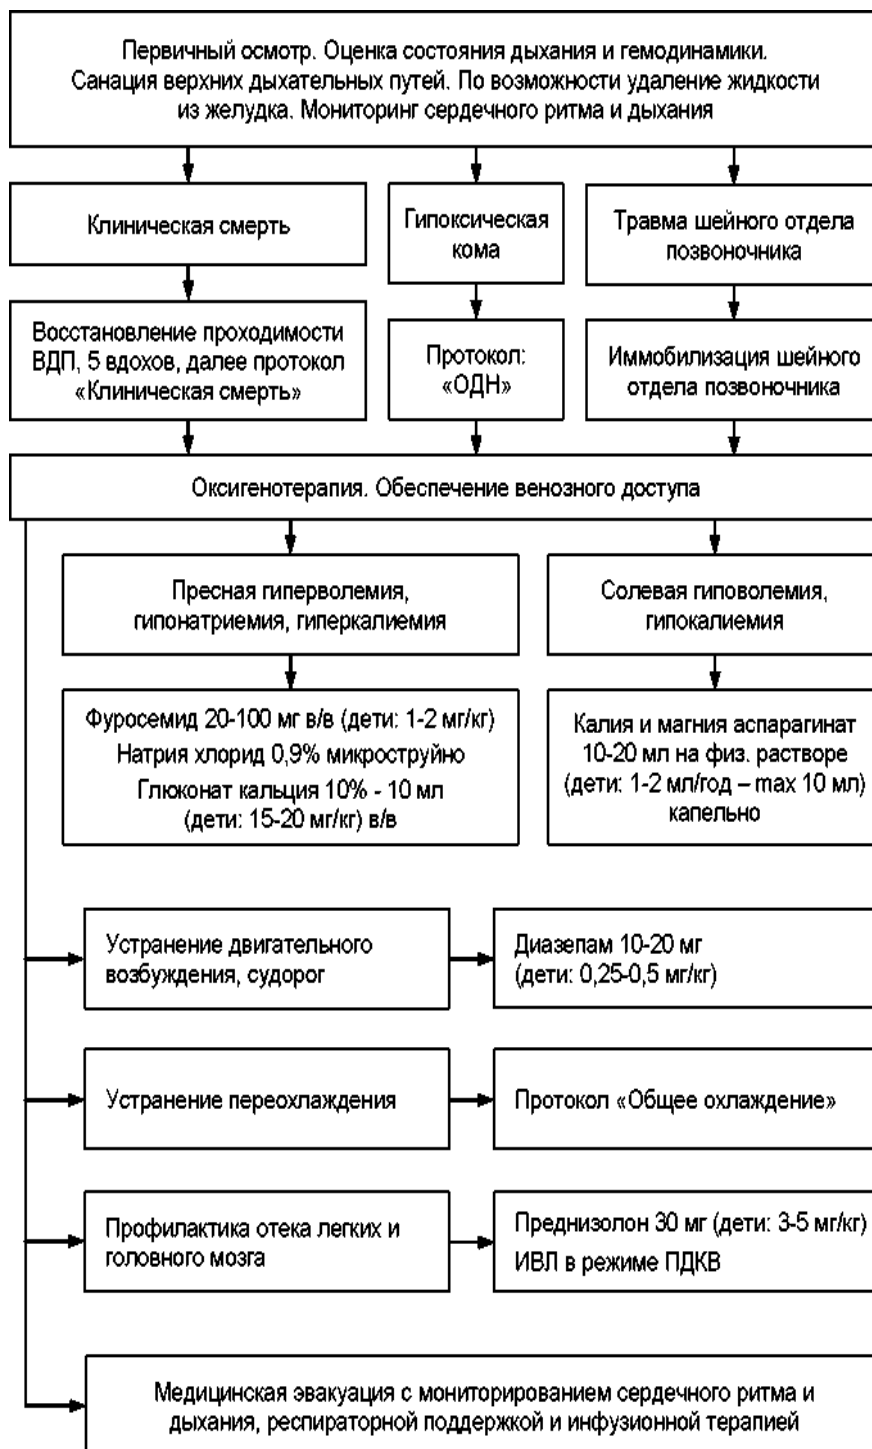 Первичный осмотр. Оценка состояния дыхания и гемодинамики.
Санация верхних дыхательных путей. По возможности удаление жидкости
из желудка. Мониторинг сердечного ритма и дыхания
Клиническая смерть
Гипоксическая
кома
Травма шейного отдела
позвоночника
Восстановление проходимости
ВДП, 5 вдохов, далее протокол
«Клиническая смерть»
Протокол:
«ОДН»
Иммобилизация шейного
отдела позвоночника
Оксигенотерапия. Обеспечение венозного доступа
Пресная гиперволемия,
гипонатриемия, гиперкалиемия
Солевая гиповолемия,
гипокалиемия
Фуросемид 20-100 мг в/в (дети: 1-2 мг/кг)
Натрия хлорид 0,9% микроструйно
Глюконат кальция 10% - 10 мл
(дети: 15-20 мг/кг) в/в
Калия и магния аспарагинат
10-20 мл на физ. растворе
(дети: 1-2 мл/год – max 10 мл)
капельно
Устранение двигательного
возбуждения, судорог
Диазепам 10-20 мг
(дети: 0,25-0,5 мг/кг)
Устранение переохлаждения
Протокол «Общее охлаждение»
Профилактика отека легких и
головного мозга
Преднизолон 30 мг (дети: 3-5 мг/кг)
ИВЛ в режиме ПДКВ
Медицинская эвакуация с мониторированием сердечного ритма и
дыхания, респираторной поддержкой и инфузионной терапией